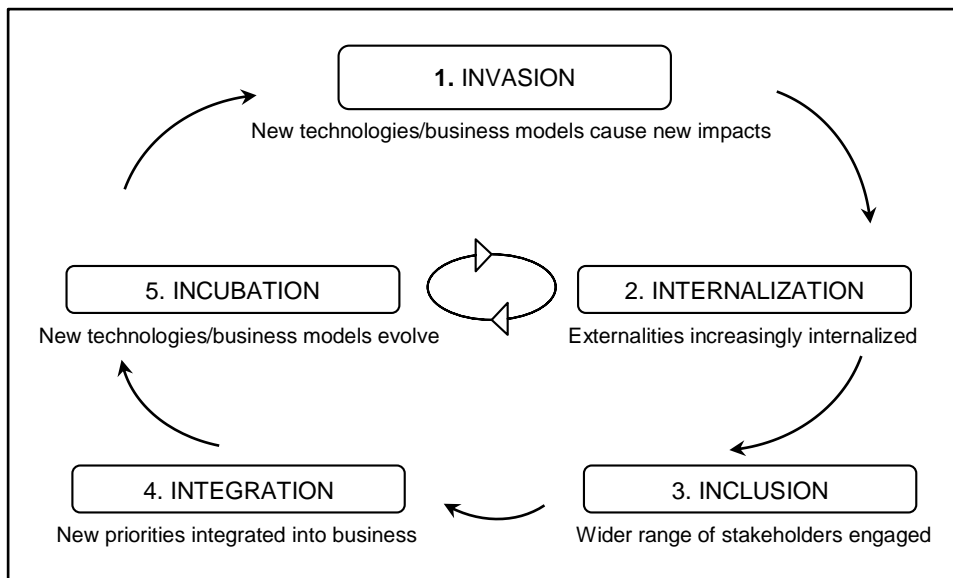 1. INVASION
New technologies/business models cause new impacts
2. INTERNALIZATION
Externalities increasingly internalized
3. INCLUSION
Wider range of stakeholders engaged
4. INTEGRATION
New priorities integrated into business
5. INCUBATION
New technologies/business models evolve